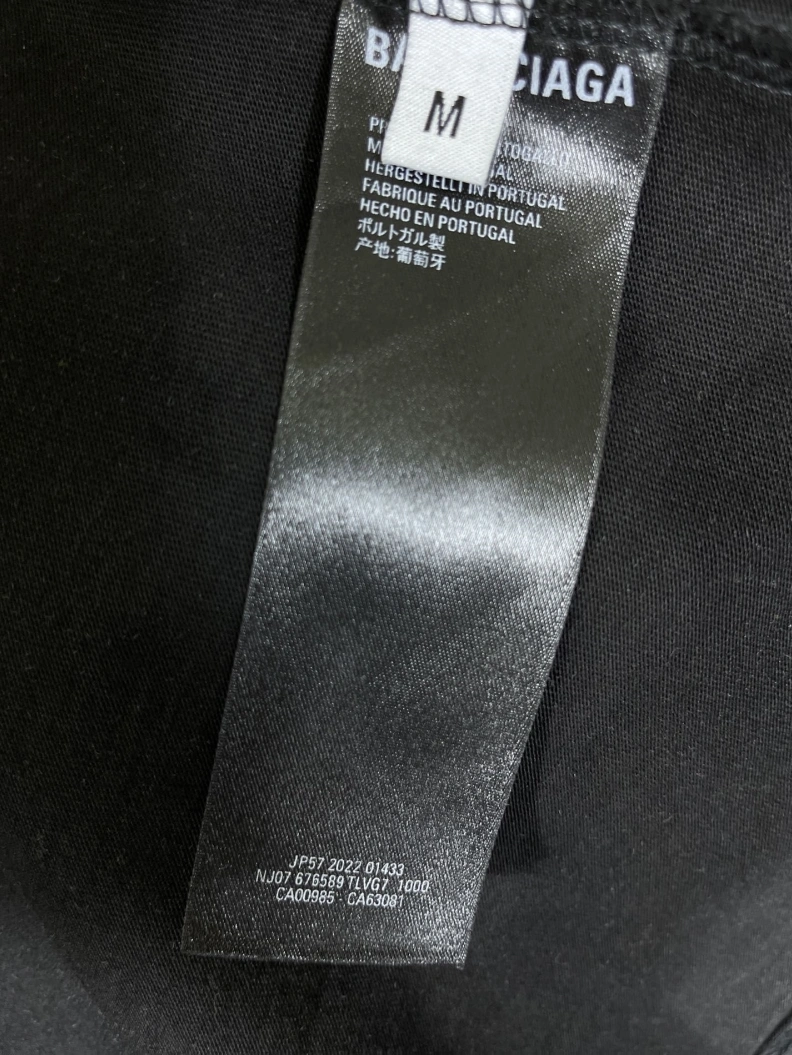 CIAGA
M
HERGESTELLT IN PORTUGAL
FABRIQUE AU PORTUGAL
HECHO EN PORTUGAL
ポルトガル製
产地:葡萄牙
JP57 2022 01433
NJ07 676589 TLVG7 1000
CA00985 CA63081